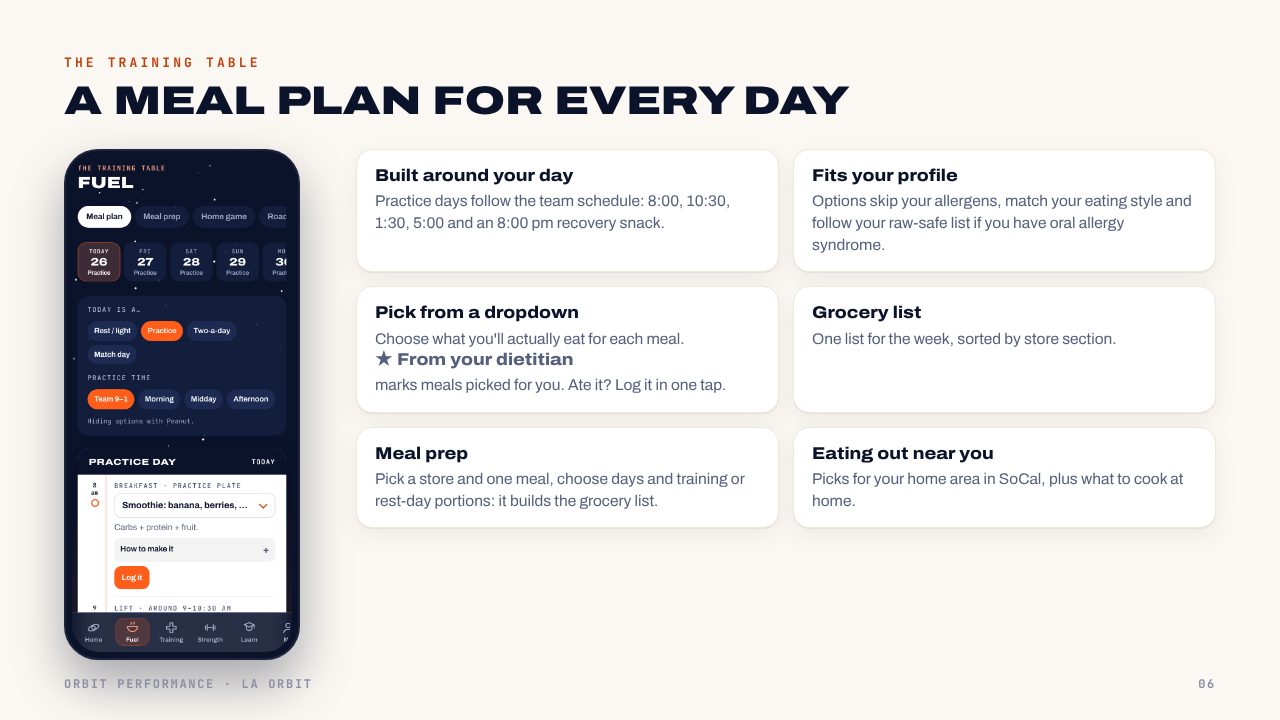 THE TRAINING TABLE
A MEAL PLAN FOR EVERY DAY
THE TRAINING TABLE
FUEL
Meal plan
Meal prep
Home game
Road
TODAY
26
Practice
FRI
27
Practice
SAT
28
Practice
SUN
29
Practice
TODAY IS A…
Rest / light
Practice
Two-a-day
Match day
PRACTICE TIME
Team 9–1
Morning
Midday
Afternoon
Hiding options with Peanut.
PRACTICE DAY
TODAY
8
AM
BREAKFAST · PRACTICE PLATE
Smoothie: banana, berries, ...
Carbs + protein + fruit.
How to make it
+
Log it
9
LIFT · AROUND 9–10:30 AM
Home
Fuel
Training
Strength
Learn
Built around your day
Practice days follow the team schedule: 8:00, 10:30,
1:30, 5:00 and an 8:00 pm recovery snack.
Fits your profile
Options skip your allergens, match your eating style and
follow your raw-safe list if you have oral allergy
syndrome.
Pick from a dropdown
Choose what you'll actually eat for each meal.
★ From your dietitian
marks meals picked for you. Ate it? Log it in one tap.
Grocery list
One list for the week, sorted by store section.
Meal prep
Pick a store and one meal, choose days and training or
rest-day portions: it builds the grocery list.
Eating out near you
Picks for your home area in SoCal, plus what to cook at
home.
ORBIT PERFORMANCE · LA ORBIT
06